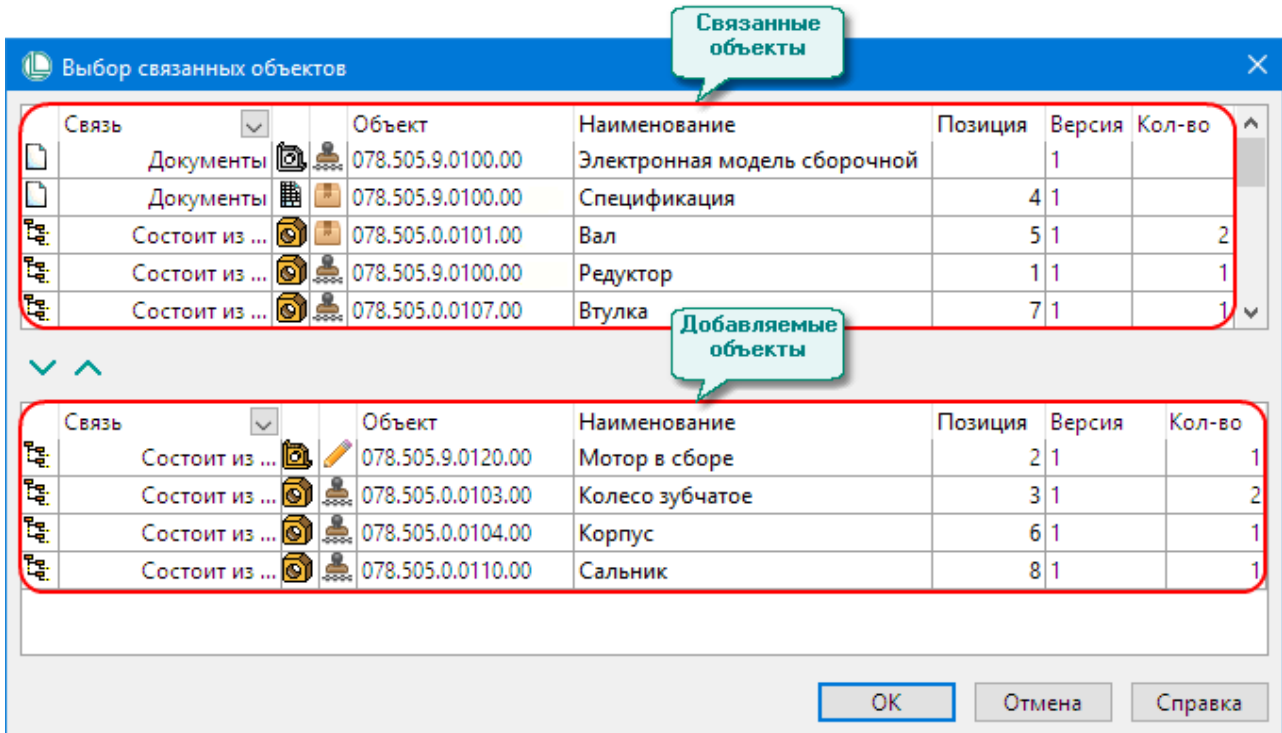 Связанные
объекты
Выбор связанных объектов
Связь Объект Наименование Позиция Версия Кол-во
Документы 078.505.9.0100.00 Электронная модель сборочной 1
Документы 078.505.9.0100.00 Спецификация 4 1
Состоит из ... 078.505.0.0101.00 Вал 5 1 2
Состоит из ... 078.505.9.0100.00 Редуктор 1 1 1
Состоит из ... 078.505.0.0107.00 Втулка 7 1 1
Добавляемые
объекты
Связь Объект Наименование Позиция Версия Кол-во
Состоит из ... 078.505.9.0120.00 Мотор в сборе 2 1 1
Состоит из ... 078.505.0.0103.00 Колесо зубчатое 3 1 2
Состоит из ... 078.505.0.0104.00 Корпус 6 1 1
Состоит из ... 078.505.0.0110.00 Сальник 8 1 1
ОК Отмена Справка